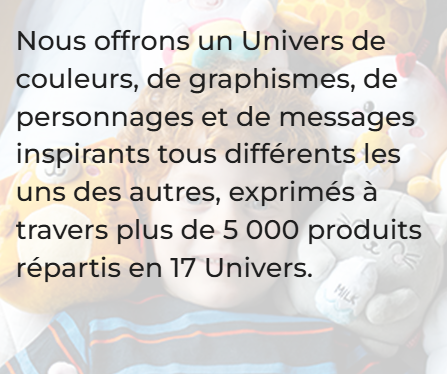 Nous offrons un Univers de
couleurs, de graphismes, de
personnages et de messages
inspirants tous différents les
uns des autres, exprimés à
travers plus de 5 000 produits
répartis en 17 Univers.
MILK